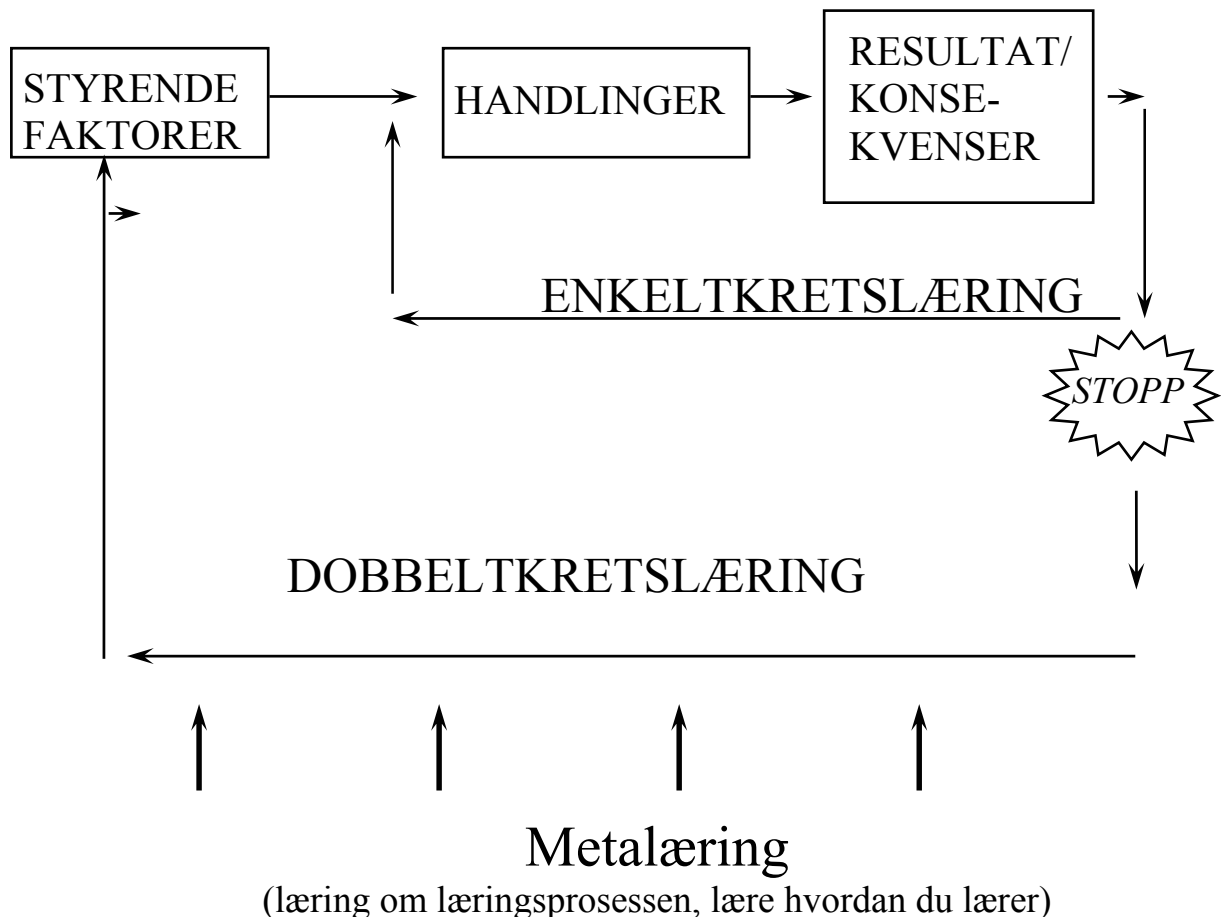 STYRENDE
FAKTORER
HANDLINGER
RESULTAT/
KONSE-
KVENSER
ENKELTKRETSLÆRING
STOPP
DOBBELTKRETSLÆRING
Metalæring
(læring om læringsprosessen, lære hvordan du lærer)